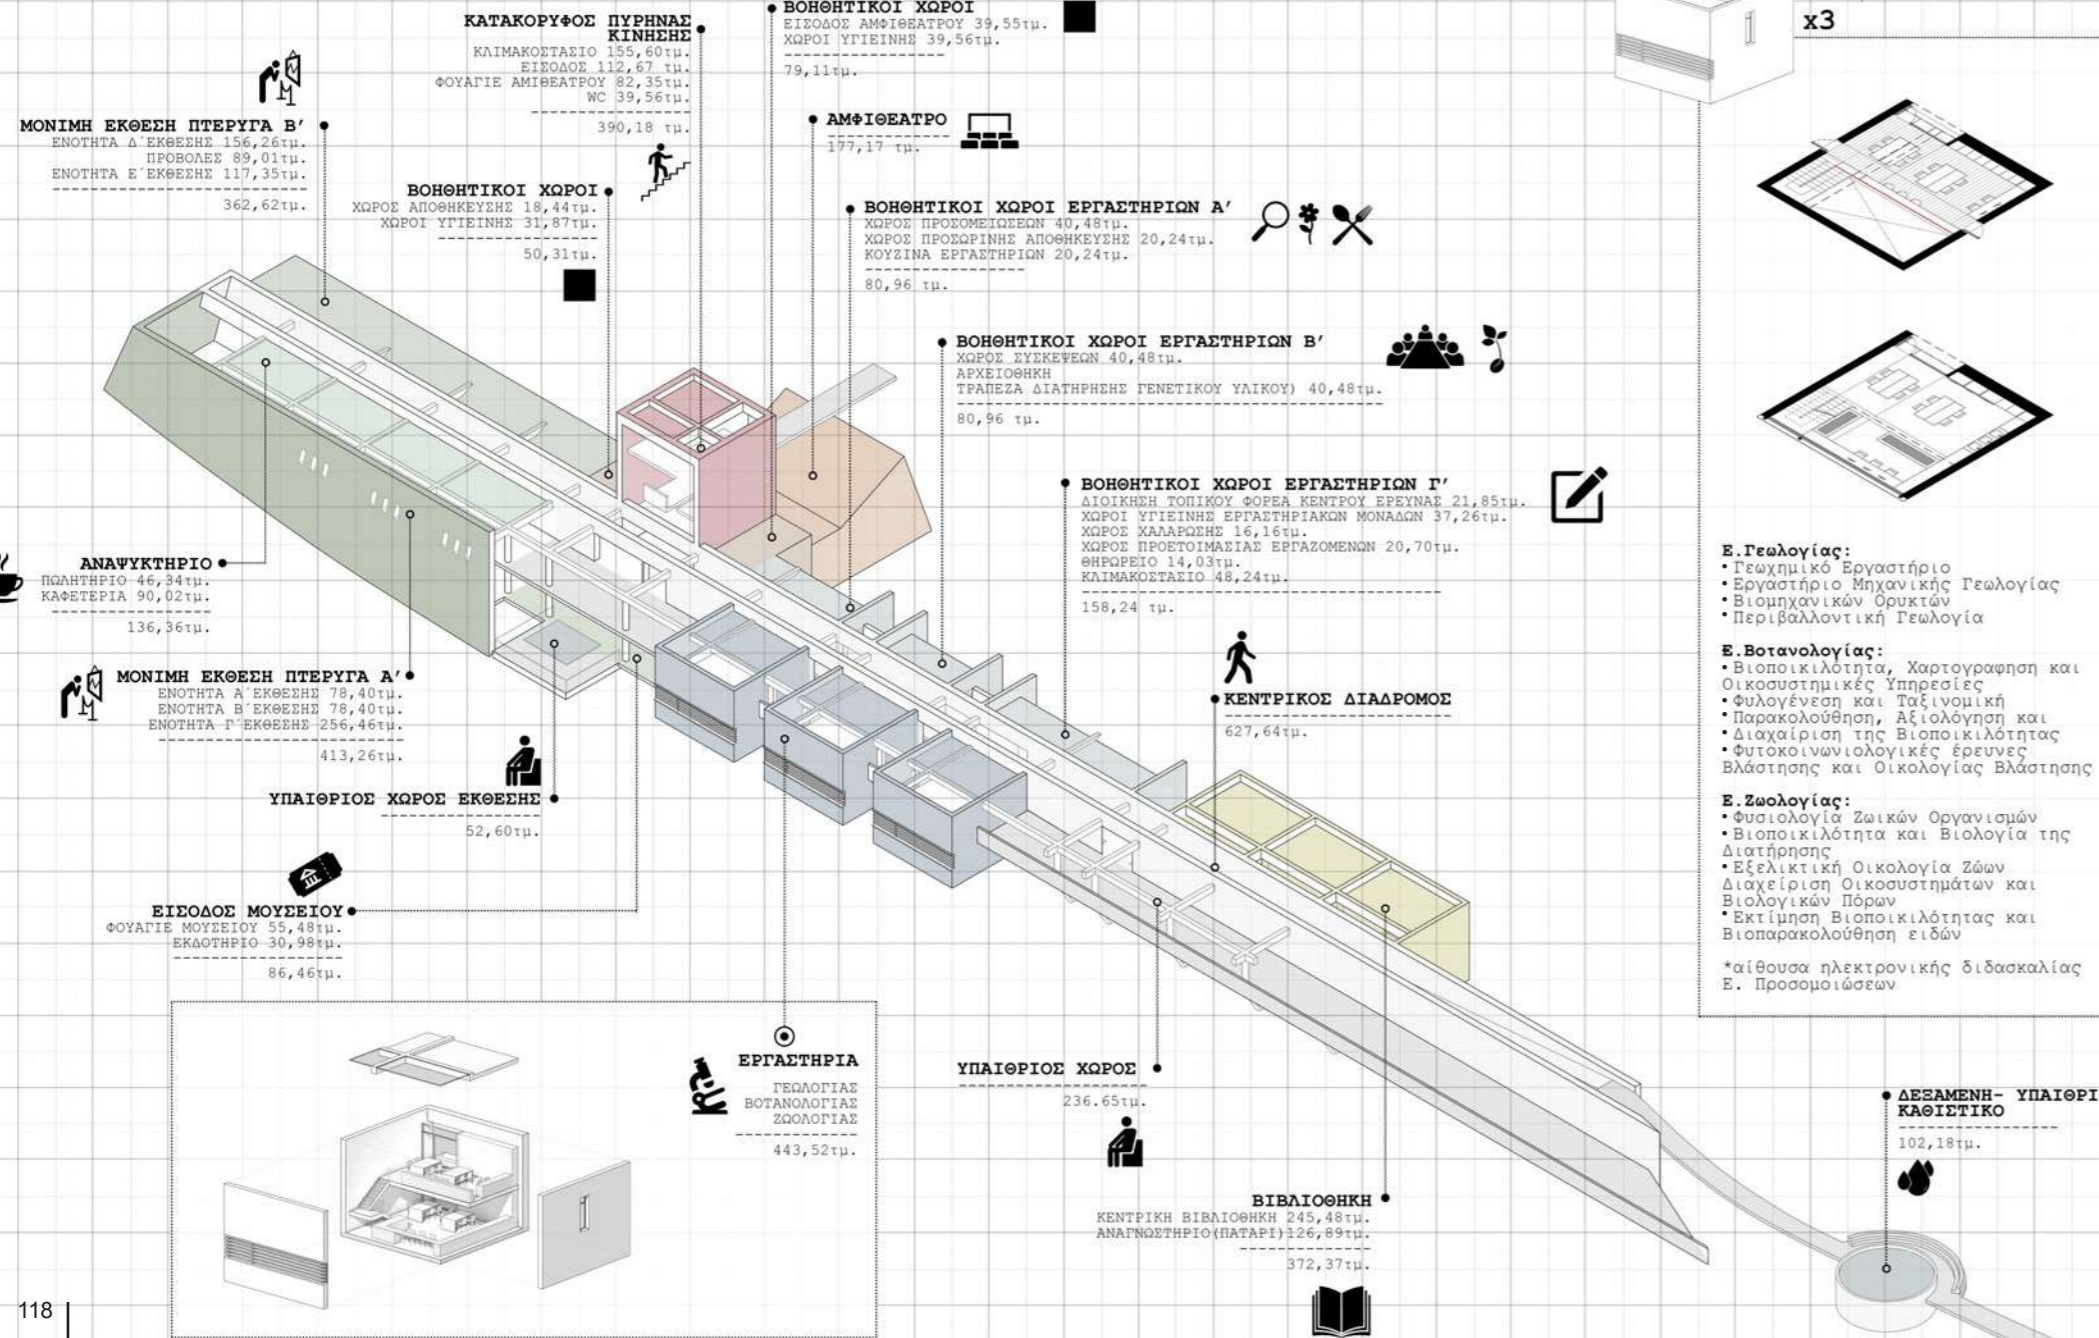 ΚΑΤΑΚΟΡΥΦΟΣ ΠΥΡΗΝΑΣ
ΚΙΝΗΣΗΣ
ΚΛΙΜΑΚΟΣΤΑΣΙΟ 155,60τμ.
ΕΙΣΟΔΟΣ 112,67 τμ.
ΦΟΥΑΓΙΕ ΑΜΙΘΕΑΤΡΟΥ 82,35τμ.
WC 39,56τμ.
390,18 τμ.
ΒΟΗΘΗΤΙΚΟΙ ΧΩΡΟΙ
ΕΙΣΟΔΟΣ ΑΜΦΙΘΕΑΤΡΟΥ 39,55τμ.
ΧΩΡΟΙ ΥΓΙΕΙΝΗΣ 39,56τμ.
79,11τμ.
x3
ΜΟΝΙΜΗ ΕΚΘΕΣΗ ΠΤΕΡΥΓΑ Β'
ΕΝΟΤΗΤΑ Δ΄ΕΚΘΕΣΗΣ 156,26τμ.
ΠΡΟΒΟΛΕΣ 89,01τμ.
ΕΝΟΤΗΤΑ Ε΄ΕΚΘΕΣΗΣ 117,35τμ.
362,62τμ.
ΑΜΦΙΘΕΑΤΡΟ
177,17 τμ.
ΒΟΗΘΗΤΙΚΟΙ ΧΩΡΟΙ
ΧΩΡΟΣ ΑΠΟΘΗΚΕΥΣΗΣ 18,44τμ.
ΧΩΡΟΙ ΥΓΙΕΙΝΗΣ 31,87τμ.
50,31τμ.
ΒΟΗΘΗΤΙΚΟΙ ΧΩΡΟΙ ΕΡΓΑΣΤΗΡΙΩΝ Α'
ΧΩΡΟΣ ΠΡΟΣΟΜΕΙΩΣΕΩΝ 40,48τμ.
ΧΩΡΟΣ ΠΡΟΣΩΡΙΝΗΣ ΑΠΟΘΗΚΕΥΣΗΣ 20,24τμ.
ΚΟΥΖΙΝΑ ΕΡΓΑΣΤΗΡΙΩΝ 20,24τμ.
80,96 τμ.
ΒΟΗΘΗΤΙΚΟΙ ΧΩΡΟΙ ΕΡΓΑΣΤΗΡΙΩΝ Β'
ΧΩΡΟΣ ΣΥΣΚΕΨΕΩΝ 40,48τμ.
ΑΡΧΕΙΟΘΗΚΗ
ΤΡΑΠΕΖΑ ΔΙΑΤΗΡΗΣΗΣ ΓΕΝΕΤΙΚΟΥ ΥΛΙΚΟΥ) 40,48τμ.
80,96 τμ.
ΒΟΗΘΗΤΙΚΟΙ ΧΩΡΟΙ ΕΡΓΑΣΤΗΡΙΩΝ Γ'
ΔΙΟΙΚΗΣΗ ΤΟΠΙΚΟΥ ΦΟΡΕΑ ΚΕΝΤΡΟΥ ΕΡΕΥΝΑΣ 21,85τμ.
ΧΩΡΟΙ ΥΓΙΕΙΝΗΣ ΕΡΓΑΣΤΗΡΙΑΚΩΝ ΜΟΝΑΔΩΝ 37,26τμ.
ΧΩΡΟΣ ΧΑΛΑΡΩΣΗΣ 16,16τμ.
ΧΩΡΟΣ ΠΡΟΕΤΟΙΜΑΣΙΑΣ ΕΡΓΑΖΟΜΕΝΩΝ 20,70τμ.
ΘΗΡΩΡΕΙΟ 14,03τμ.
ΚΛΙΜΑΚΟΣΤΑΣΙΟ 48,24τμ.
158,24 τμ.
ΑΝΑΨΥΚΤΗΡΙΟ
ΠΩΛΗΤΗΡΙΟ 46,34τμ.
ΚΑΦΕΤΕΡΙΑ 90,02τμ.
136,36τμ.
ΜΟΝΙΜΗ ΕΚΘΕΣΗ ΠΤΕΡΥΓΑ Α'
ΕΝΟΤΗΤΑ Α΄ΕΚΘΕΣΗΣ 78,40τμ.
ΕΝΟΤΗΤΑ Β΄ΕΚΘΕΣΗΣ 78,40τμ.
ΕΝΟΤΗΤΑ Γ΄ΕΚΘΕΣΗΣ 256,46τμ.
413,26τμ.
ΚΕΝΤΡΙΚΟΣ ΔΙΑΔΡΟΜΟΣ
627,64τμ.
ΥΠΑΙΘΡΙΟΣ ΧΩΡΟΣ ΕΚΘΕΣΗΣ
52,60τμ.
ΕΙΣΟΔΟΣ ΜΟΥΣΕΙΟΥ
ΦΟΥΑΓΙΕ ΜΟΥΣΕΙΟΥ 55,48τμ.
ΕΚΔΟΤΗΡΙΟ 30,98τμ.
86,46τμ.
Ε.Γεωλογίας:
•Γεωχημικό Εργαστήριο
•Εργαστήριο Μηχανικής Γεωλογίας
•Βιομηχανικών Ορυκτών
•Περιβαλλοντική Γεωλογία
Ε.Βοτανολογίας:
•Βιοποικιλότητα, Χαρτογραφηση και
Οικοσυστημικές Υπηρεσίες
•Φυλογένεση και Ταξινομική
•Παρακολούθηση, Αξιολόγηση και
•Διαχαίριση της Βιοποικιλότητας
•Φυτοκοινωνιολογικές έρευνες
Βλάστησης και Οικολογίας Βλάστησης
Ε.Ζωολογίας:
•Φυσιολογία Ζωικών Οργανισμών
•Βιοποικιλότητα και Βιολογία της
Διατήρησης
•Εξελικτική Οικολογία Ζώων
Διαχείριση Οικοσυστημάτων και
Βιολογικών Πόρων
•Εκτίμηση Βιοποικιλότητας και
Βιοπαρακολούθηση ειδών
*αίθουσα ηλεκτρονικής διδασκαλίας
Ε. Προσομοιώσεων
ΕΡΓΑΣΤΗΡΙΑ
ΓΕΩΛΟΓΙΑΣ
ΒΟΤΑΝΟΛΟΓΙΑΣ
ΖΩΟΛΟΓΙΑΣ
443,52τμ.
ΥΠΑΙΘΡΙΟΣ ΧΩΡΟΣ
236.65τμ.
ΒΙΒΛΙΟΘΗΚΗ
ΚΕΝΤΡΙΚΗ ΒΙΒΛΙΟΘΗΚΗ 245,48τμ.
ΑΝΑΓΝΩΣΤΗΡΙΟ(ΠΑΤΑΡΙ)126,89τμ.
372,37τμ.
ΔΕΞΑΜΕΝΗ- ΥΠΑΙΘΡΙ
ΚΑΘΙΣΤΙΚΟ
102,18τμ.
118